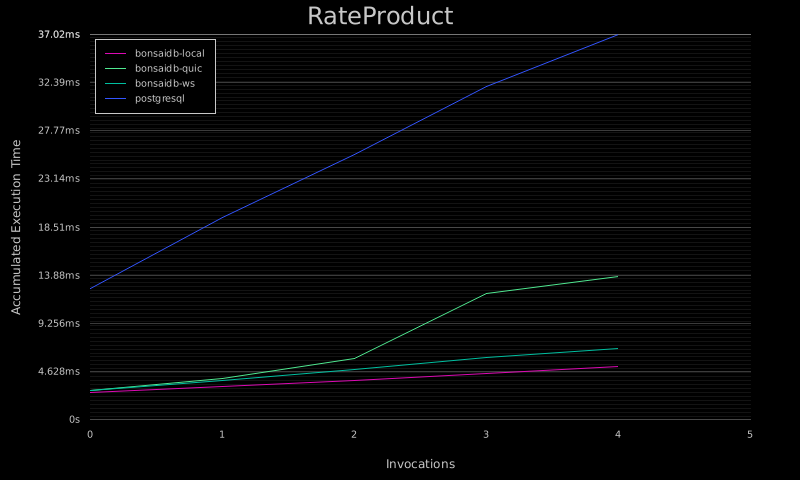 RateProduct
37.02ms
bonsaidb-local
bonsaidb-quic
bonsaidb-ws
postgresql
32.39ms
27.77ms
23.14ms
18.51ms
13.88ms
9.256ms
4.628ms
0s
Accumulated Execution Time
0 1 2 3 4 5
Invocations